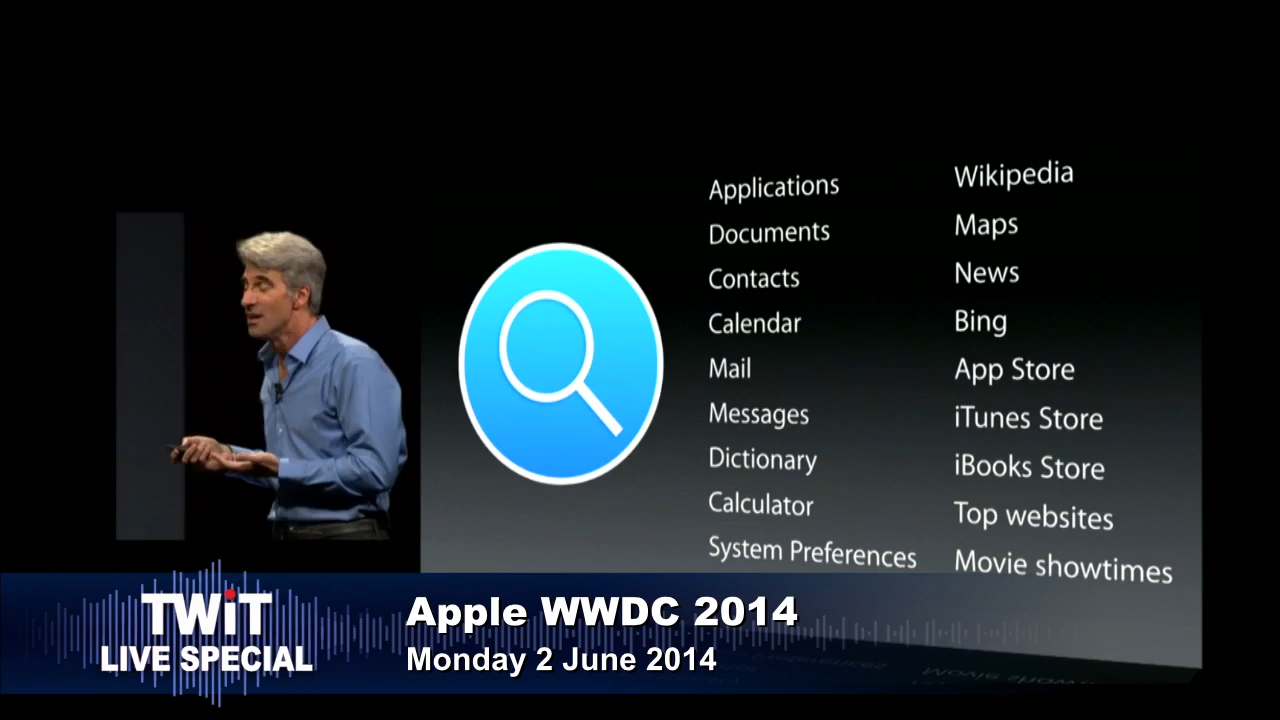 Applications
Documents
Contacts
Calendar
Mail
Messages
Dictionary
Calculator
System Preferences
Wikipedia
Maps
News
Bing
App Store
iTunes Store
iBooks Store
Top websites
Movie showtimes
TWiT
LIVE SPECIAL
Apple WWDC 2014
Monday 2 June 2014